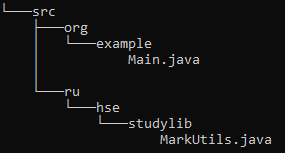 └───src
    ├───org
    │   └───example
    │           Main.java
    │
    └───ru
        └───hse
            └───studylib
                    MarkUtils.java